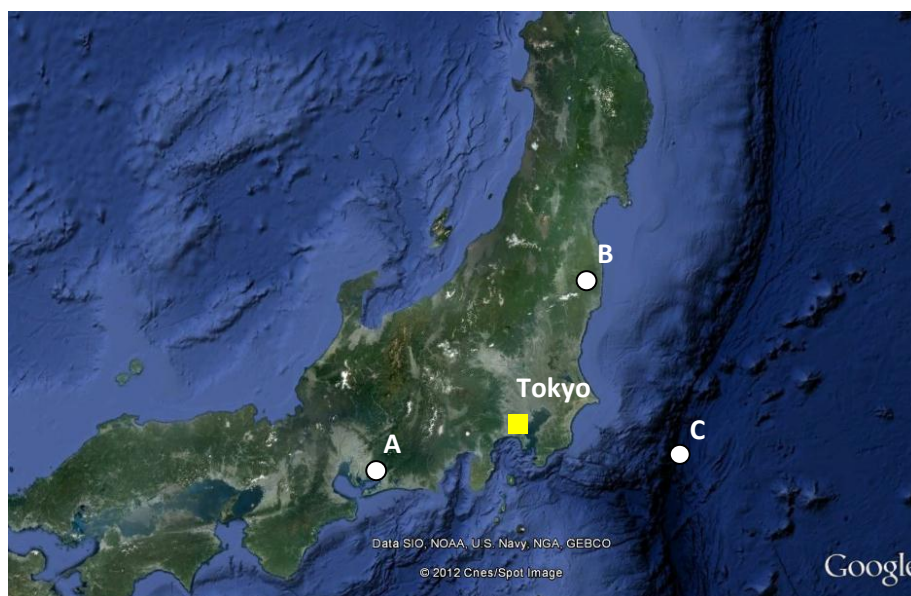 B
Tokyo
C
A
Data SIO, NOAA, U.S. Navy, NGA, GEBCO
© 2012 Cnes/Spot Image
Google